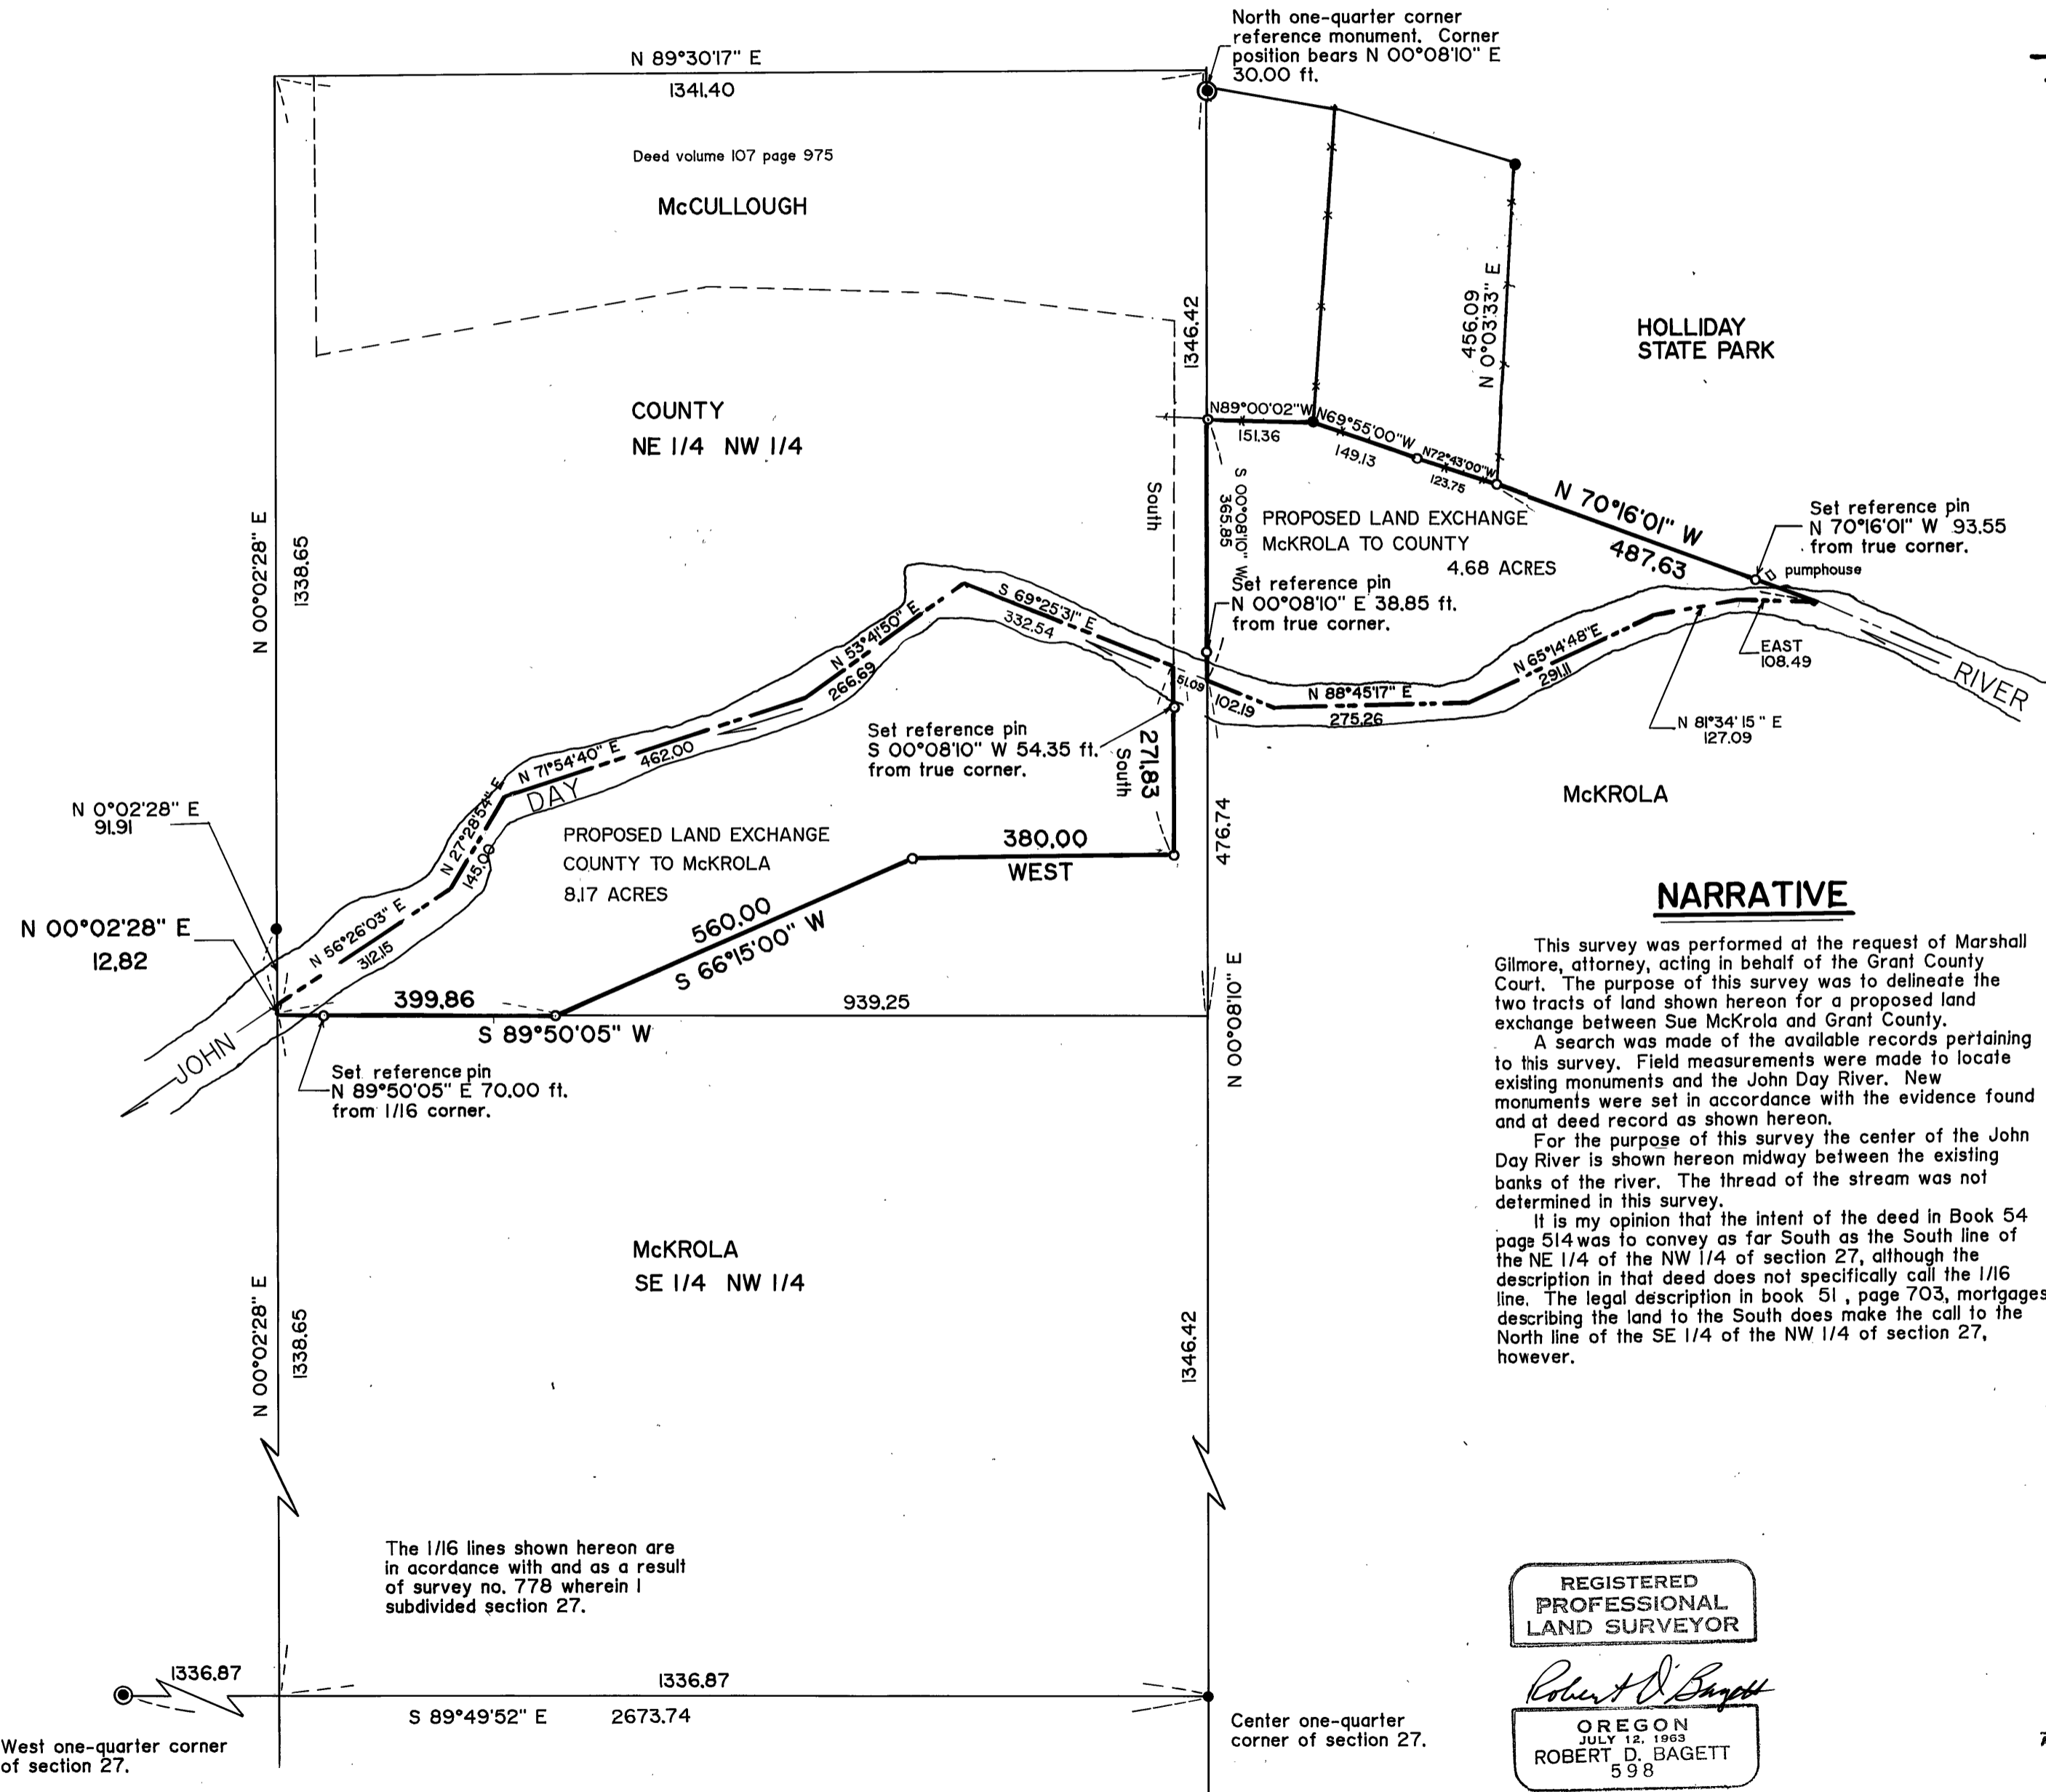 North one-quarter corner
reference monument. Corner
position bears N 00°08'10" E
30.00 ft.
N 89°30'17" E
1341.40
Deed volume 107 page 975
McCULLOUGH
1346.42
456.09
N 0°03'33" E
HOLLIDAY
STATE PARK
COUNTY
NE 1/4 NW 1/4
N89°00'02"W
151.36
N69°55'00"W
149.13
N72°43'00"W
123.75
South
S 00°08'10" W
365.85
PROPOSED LAND EXCHANGE
McKROLA TO COUNTY
4.68 ACRES
N 70°16'01" W
487.63
Set reference pin
N 70°16'01" W 93.55
from true corner.
pumphouse
N 00°02'28" E
1338.65
Set reference pin
N 00°08'10" E 38.85 ft.
from true corner.
S 69°25'31" E
332.54
N 53°41'50" E
266.69
51.09
102.19
N 88°45'17" E
275.26
N 65°14'48"E
291.11
EAST
108.49
N 81°34'15" E
127.09
RIVER
Set reference pin
S 00°08'10" W 54.35 ft.
from true corner.
271.83
South
N 71°54'40" E
462.00
DAY
N 27°28'54" E
145.00
McKROLA
476.74
N 0°02'28" E
91.91
PROPOSED LAND EXCHANGE
COUNTY TO McKROLA
8.17 ACRES
380.00
WEST
N 00°02'28" E
12.82
N 56°26'03" E
312.15
560.00
S 66°15'00" W
399.86
939.25
S 89°50'05" W
N 00°08'10" E
JOHN
Set reference pin
N 89°50'05" E 70.00 ft.
from 1/16 corner.
NARRATIVE
This survey was performed at the request of Marshall
Gilmore, attorney, acting in behalf of the Grant County
Court. The purpose of this survey was to delineate the
two tracts of land shown hereon for a proposed land
exchange between Sue McKrola and Grant County.
A search was made of the available records pertaining
to this survey. Field measurements were made to locate
existing monuments and the John Day River. New
monuments were set in accordance with the evidence found
and at deed record as shown hereon.
For the purpose of this survey the center of the John
Day River is shown hereon midway between the existing
banks of the river. The thread of the stream was not
determined in this survey.
It is my opinion that the intent of the deed in Book 54
page 514 was to convey as far South as the South line of
the NE 1/4 of the NW 1/4 of section 27, although the
description in that deed does not specifically call the 1/16
line. The legal description in book 51 , page 703, mortgages
describing the land to the South does make the call to the
North line of the SE 1/4 of the NW 1/4 of section 27,
however.
McKROLA
SE 1/4 NW 1/4
N 00°02'28" E
1338.65
1346.42
The 1/16 lines shown hereon are
in acordance with and as a result
of survey no. 778 wherein I
subdivided section 27.
REGISTERED
PROFESSIONAL
LAND SURVEYOR
Robert D. Bagett
OREGON
JULY 12, 1963
ROBERT D. BAGETT
598
1336.87
1336.87
S 89°49'52" E 2673.74
West one-quarter corner
of section 27.
Center one-quarter
corner of section 27.